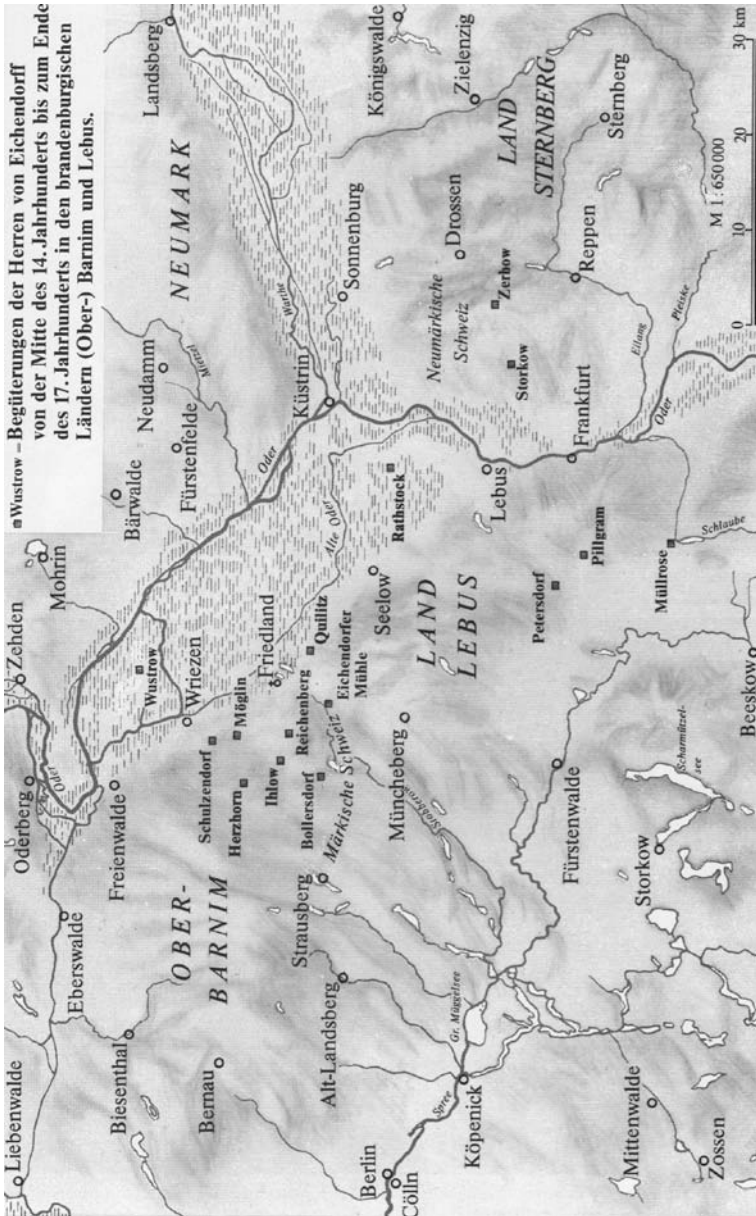 ■ Wustrow – Begüterungen der Herren von Eichendorff
von der Mitte des 14. Jahrhunderts bis zum Ende
des 17. Jahrhunderts in den brandenburgischen
Ländern (Ober-) Barnim und Lebus.
Liebenwalde
Oderberg
Oder
Zehden
Mohrin
Bärwalde
Landsberg
Eberswalde
Freienwalde
Wustrow
Wriezen
Fürstenfelde
Neudamm
NEUMARK
Mietzel
Biesenthal
Bernau
OBER-
BARNIM
Schulzendorf
Herzhorn
Möglin
Ihlow
Reichenberg
Bollersdorf
Friedland
Quilitz
Eichendorfer
Mühle
Oder
Alte Oder
Küstrin
Warthe
Sonnenburg
Königswalde
Strausberg
Alt-Landsberg
Märkische Schweiz
Stobberow
Müncheberg
Seelow
LAND
LEBUS
Rathstock
Lebus
Neumärkische
Schweiz
Drossen
Zielenzig
LAND
STERNBERG
Storkow
Zerbow
Sternberg
Reppen
Berlin
Cölln
Spree
Köpenick
Gr. Müggelsee
Fürstenwalde
Petersdorf
Pillgram
Müllrose
Schlaube
Frankfurt
Eilang
Oder
Pleiske
Mittenwalde
Zossen
Storkow
Scharmützel-
see
Beeskow
M 1:650000
0 10 20 30 km